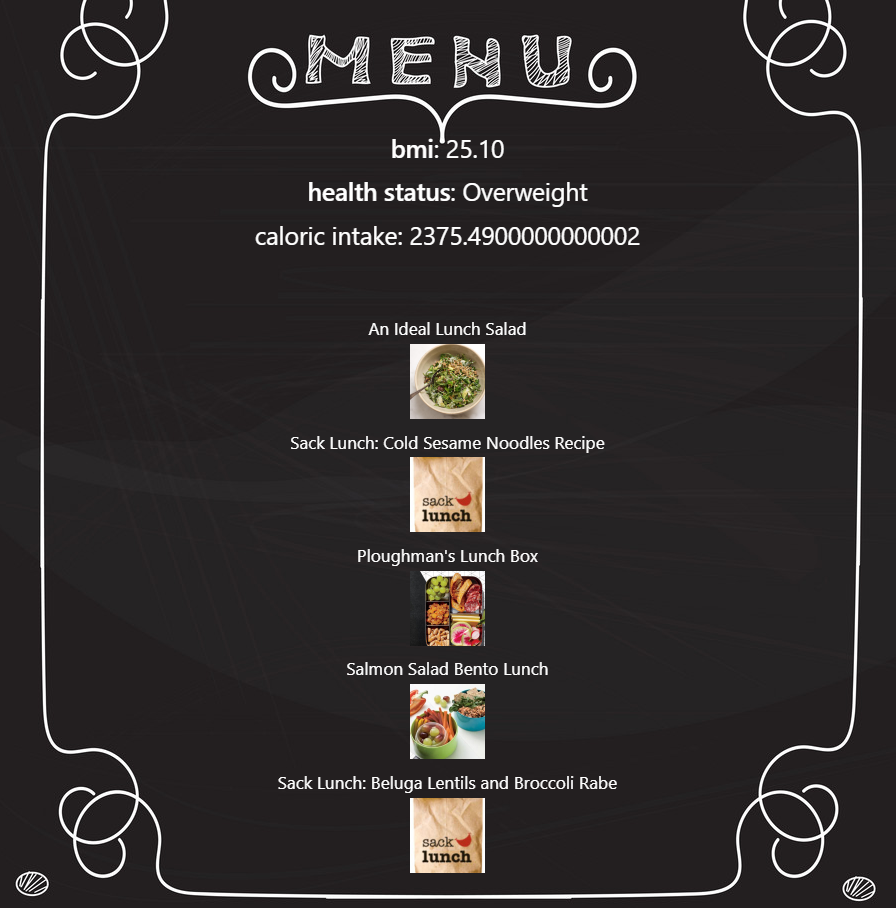 MENU
bmi: 25.10
health status: Overweight
caloric intake: 2375.4900000000002
An Ideal Lunch Salad
Sack Lunch: Cold Sesame Noodles Recipe
sack
lunch
Ploughman's Lunch Box
Salmon Salad Bento Lunch
Sack Lunch: Beluga Lentils and Broccoli Rabe
sack
lunch